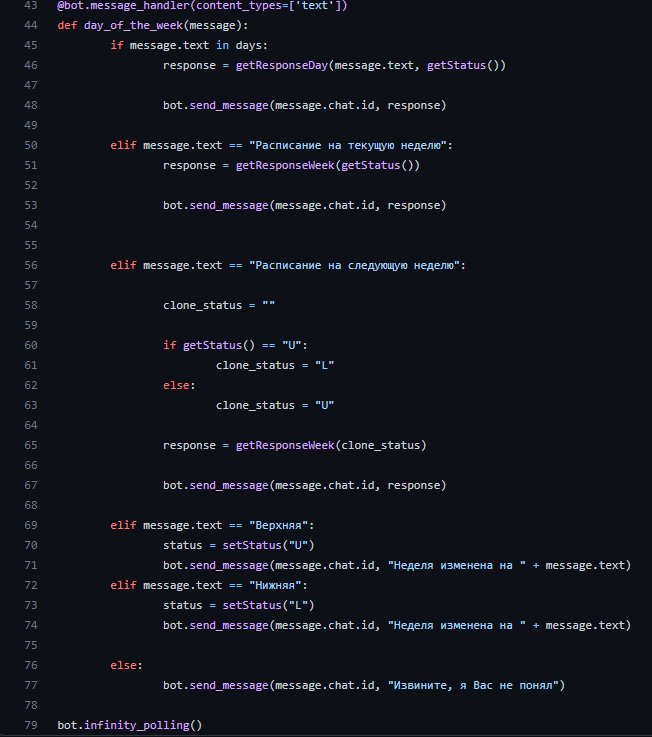 43 @bot.message_handler(content_types=['text'])
44 def day_of_the_week(message):
45         if message.text in days:
46                 response = getResponseDay(message.text, getStatus())
47
48                 bot.send_message(message.chat.id, response)
49
50         elif message.text == "Расписание на текущую неделю":
51                 response = getResponseWeek(getStatus())
52
53                 bot.send_message(message.chat.id, response)
54
55
56         elif message.text == "Расписание на следующую неделю":
57
58                 clone_status = ""
59
60                 if getStatus() == "U":
61                         clone_status = "L"
62                 else:
63                         clone_status = "U"
64
65                 response = getResponseWeek(clone_status)
66
67                 bot.send_message(message.chat.id, response)
68
69         elif message.text == "Верхняя":
70                 status = setStatus("U")
71                 bot.send_message(message.chat.id, "Неделя изменена на " + message.text)
72         elif message.text == "Нижняя":
73                 status = setStatus("L")
74                 bot.send_message(message.chat.id, "Неделя изменена на " + message.text)
75
76         else:
77                 bot.send_message(message.chat.id, "Извините, я Вас не понял")
78
79 bot.infinity_polling()